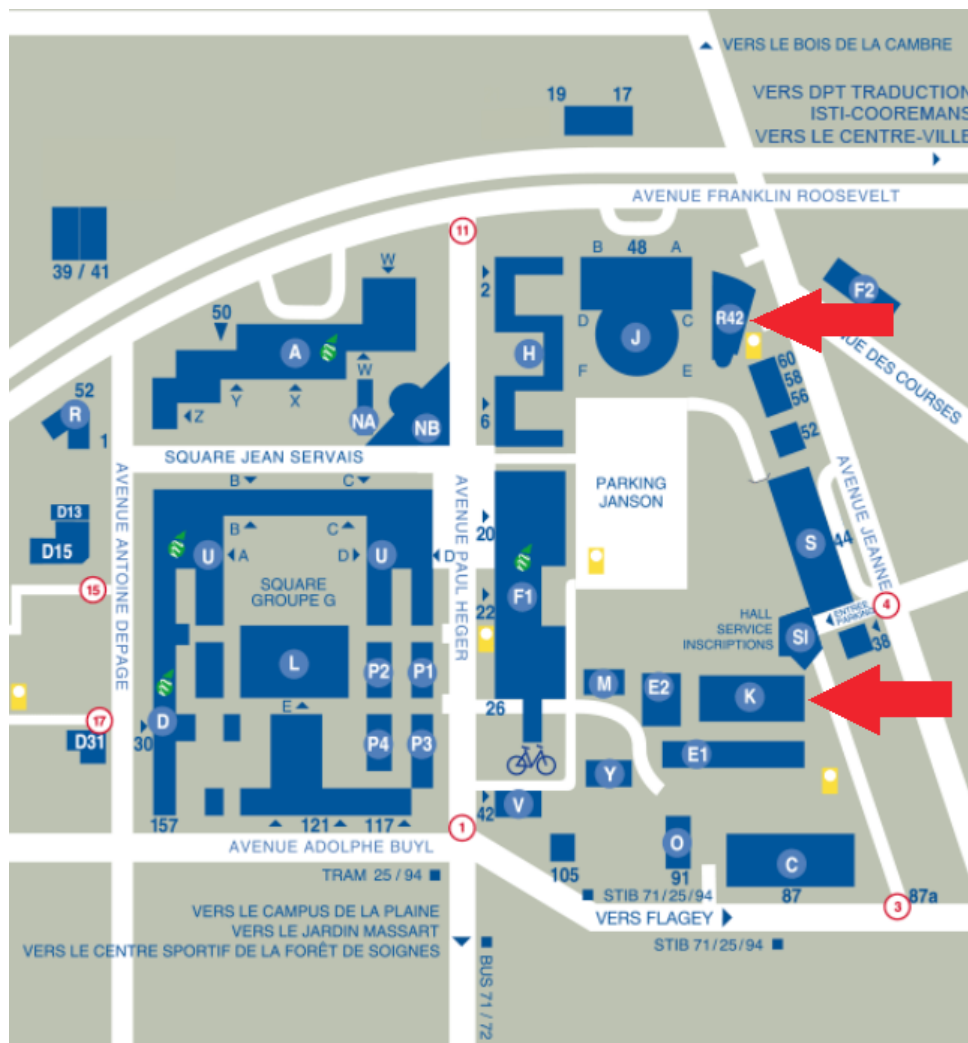 VERS LE BOIS DE LA CAMBRE
VERS DPT TRADUCTION
ISTI-COOREMANS
VERS LE CENTRE-VILLE
19 17
AVENUE FRANKLIN ROOSEVELT
39 / 41
11
W
2
B 48 A
F2
50
R42
D C
A
H
J
W
60
58
56
F E
UE DES COURSES
52
R
1
Z
Y
X
NA
NB
6
52
SQUARE JEAN SERVAIS
B C
AVENUE ANTOINE DEPAGE
AVENUE PAUL HEGER
PARKING
JANSON
AVENUE JEANNE
D13
D15
B
C
20
U
A
D
U
D
S
44
15
SQUARE
GROUPE G
22
F1
4
ENTRÉE
PARKING
HALL
SERVICE
INSCRIPTIONS
SI
38
L
P2
P1
M
E2
K
E
26
17
D
30
D31
P4
P3
E1
Y
42
V
157
121
117
1
AVENUE ADOLPHE BUYL
O
C
105
91
87
87a
3
TRAM 25 / 94
STIB 71/25/94
VERS FLAGEY
STIB 71/25/94
VERS LE CAMPUS DE LA PLAINE
VERS LE JARDIN MASSART
VERS LE CENTRE SPORTIF DE LA FORÊT DE SOIGNES
BUS 71 / 72